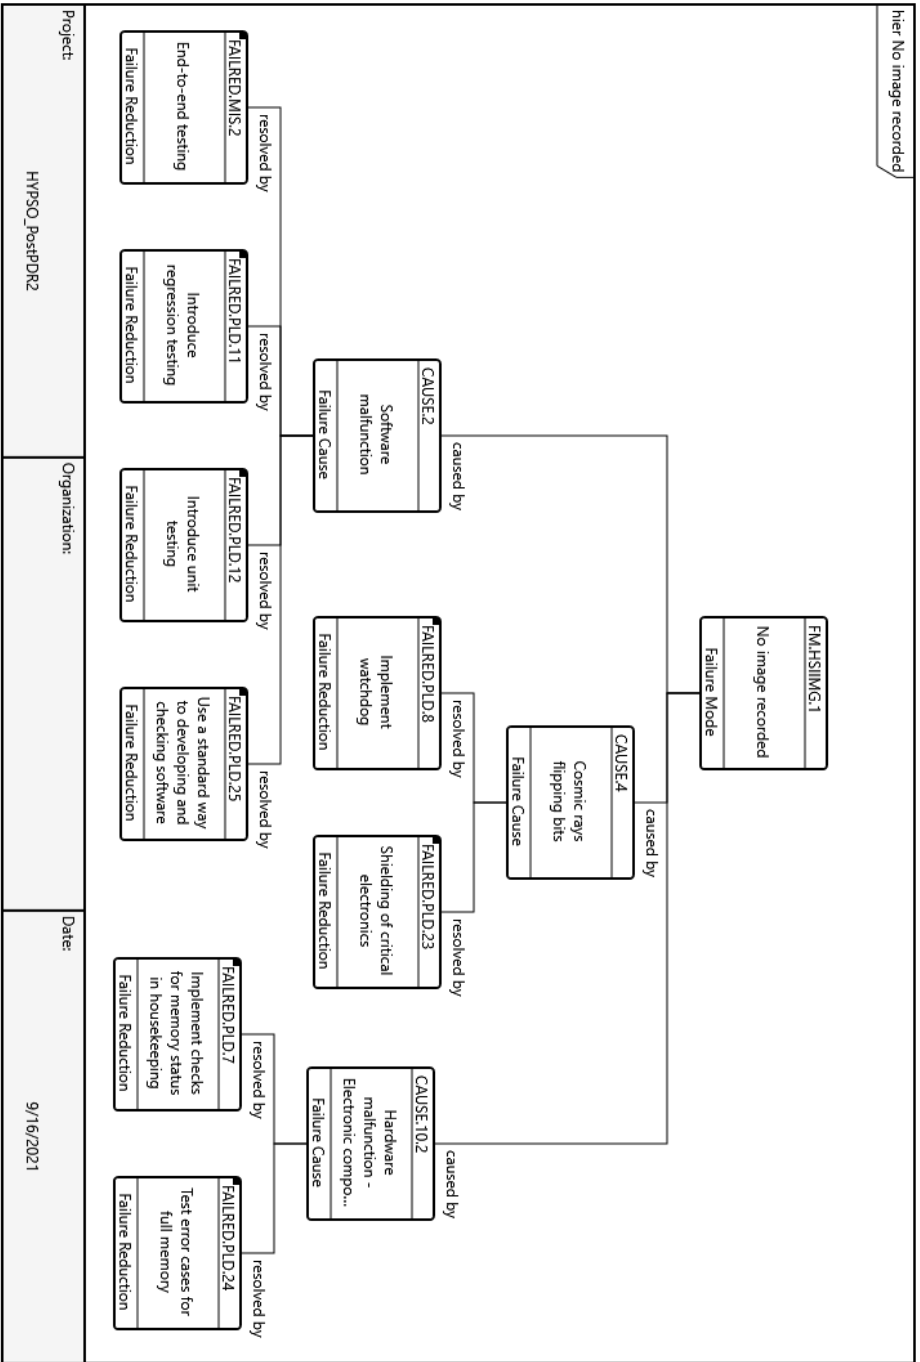 hier No image recorded
FM.HSIIMG.1
No image recorded
Failure Mode
caused by
caused by
caused by
CAUSE.2
Software
malfunction
Failure Cause
CAUSE.4
Cosmic rays
flipping bits
Failure Cause
CAUSE.10.2
Hardware
malfunction -
Electronic compo...
Failure Cause
resolved by
resolved by
resolved by
resolved by
FAILRED.MIS.2
End-to-end testing
Failure Reduction
FAILRED.PLD.11
Introduce
regression testing
Failure Reduction
FAILRED.PLD.12
Introduce unit
testing
Failure Reduction
FAILRED.PLD.25
Use a standard way
to developing and
checking software
Failure Reduction
resolved by
resolved by
FAILRED.PLD.8
Implement
watchdog
Failure Reduction
FAILRED.PLD.23
Shielding of critical
electronics
Failure Reduction
resolved by
resolved by
FAILRED.PLD.7
Implement checks
for memory status
in housekeeping
Failure Reduction
FAILRED.PLD.24
Test error cases for
full memory
Failure Reduction
Project:
HYPSO_PostPDR2
Organization:
Date:
9/16/2021